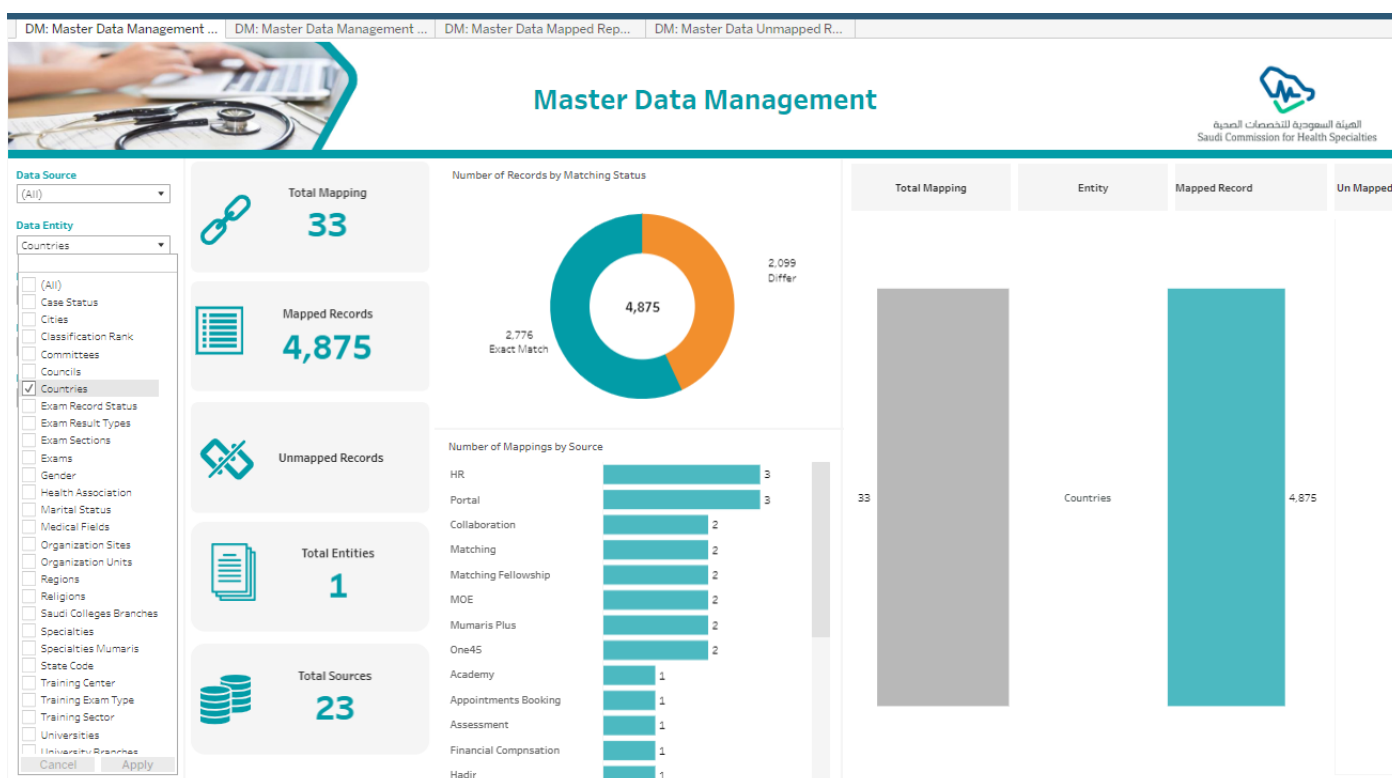 DM: Master Data Management ...
DM: Master Data Management ...
DM: Master Data Mapped Rep...
DM: Master Data Unmapped R...
Master Data Management
الهيئة السعودية للتخصصات الصحية
Saudi Commission for Health Specialties
Data Source
(All)
Data Entity
Countries
(All)
Case Status
Cities
Classification Rank
Committees
Councils
Countries
Exam Record Status
Exam Result Types
Exam Sections
Exams
Gender
Health Association
Marital Status
Medical Fields
Organization Sites
Organization Units
Regions
Religions
Saudi Colleges Branches
Specialties
Specialties Mumaris
State Code
Training Center
Training Exam Type
Training Sector
Universities
University Branches
Cancel Apply
Total Mapping
33
Mapped Records
4,875
Unmapped Records
Total Entities
1
Total Sources
23
Number of Records by Matching Status
2,099
Differ
4,875
2,776
Exact Match
Number of Mappings by Source
HR 3
Portal 3
Collaboration 2
Matching 2
Matching Fellowship 2
MOE 2
Mumaris Plus 2
One45 2
Academy 1
Appointments Booking 1
Assessment 1
Financial Compnsation 1
Hadir 1
Total Mapping Entity Mapped Record Un Mapped
33 Countries 4,875